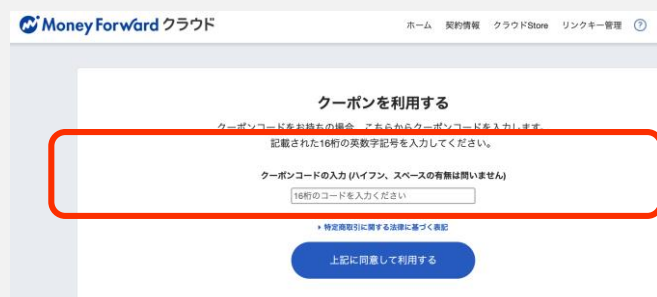 Money Forward クラウド
ホーム 契約情報 クラウドStore リンクキー管理 ?
クーポンを利用する
クーポンコードをお持ちの場合、こちらからクーポンコードを入力します。
記載された16桁の英数字記号を入力してください。
クーポンコードの入力 (ハイフン、スペースの有無は問いません)
16桁のコードを入力ください
特定商取引に関する法律に基づく表記
上記に同意して利用する